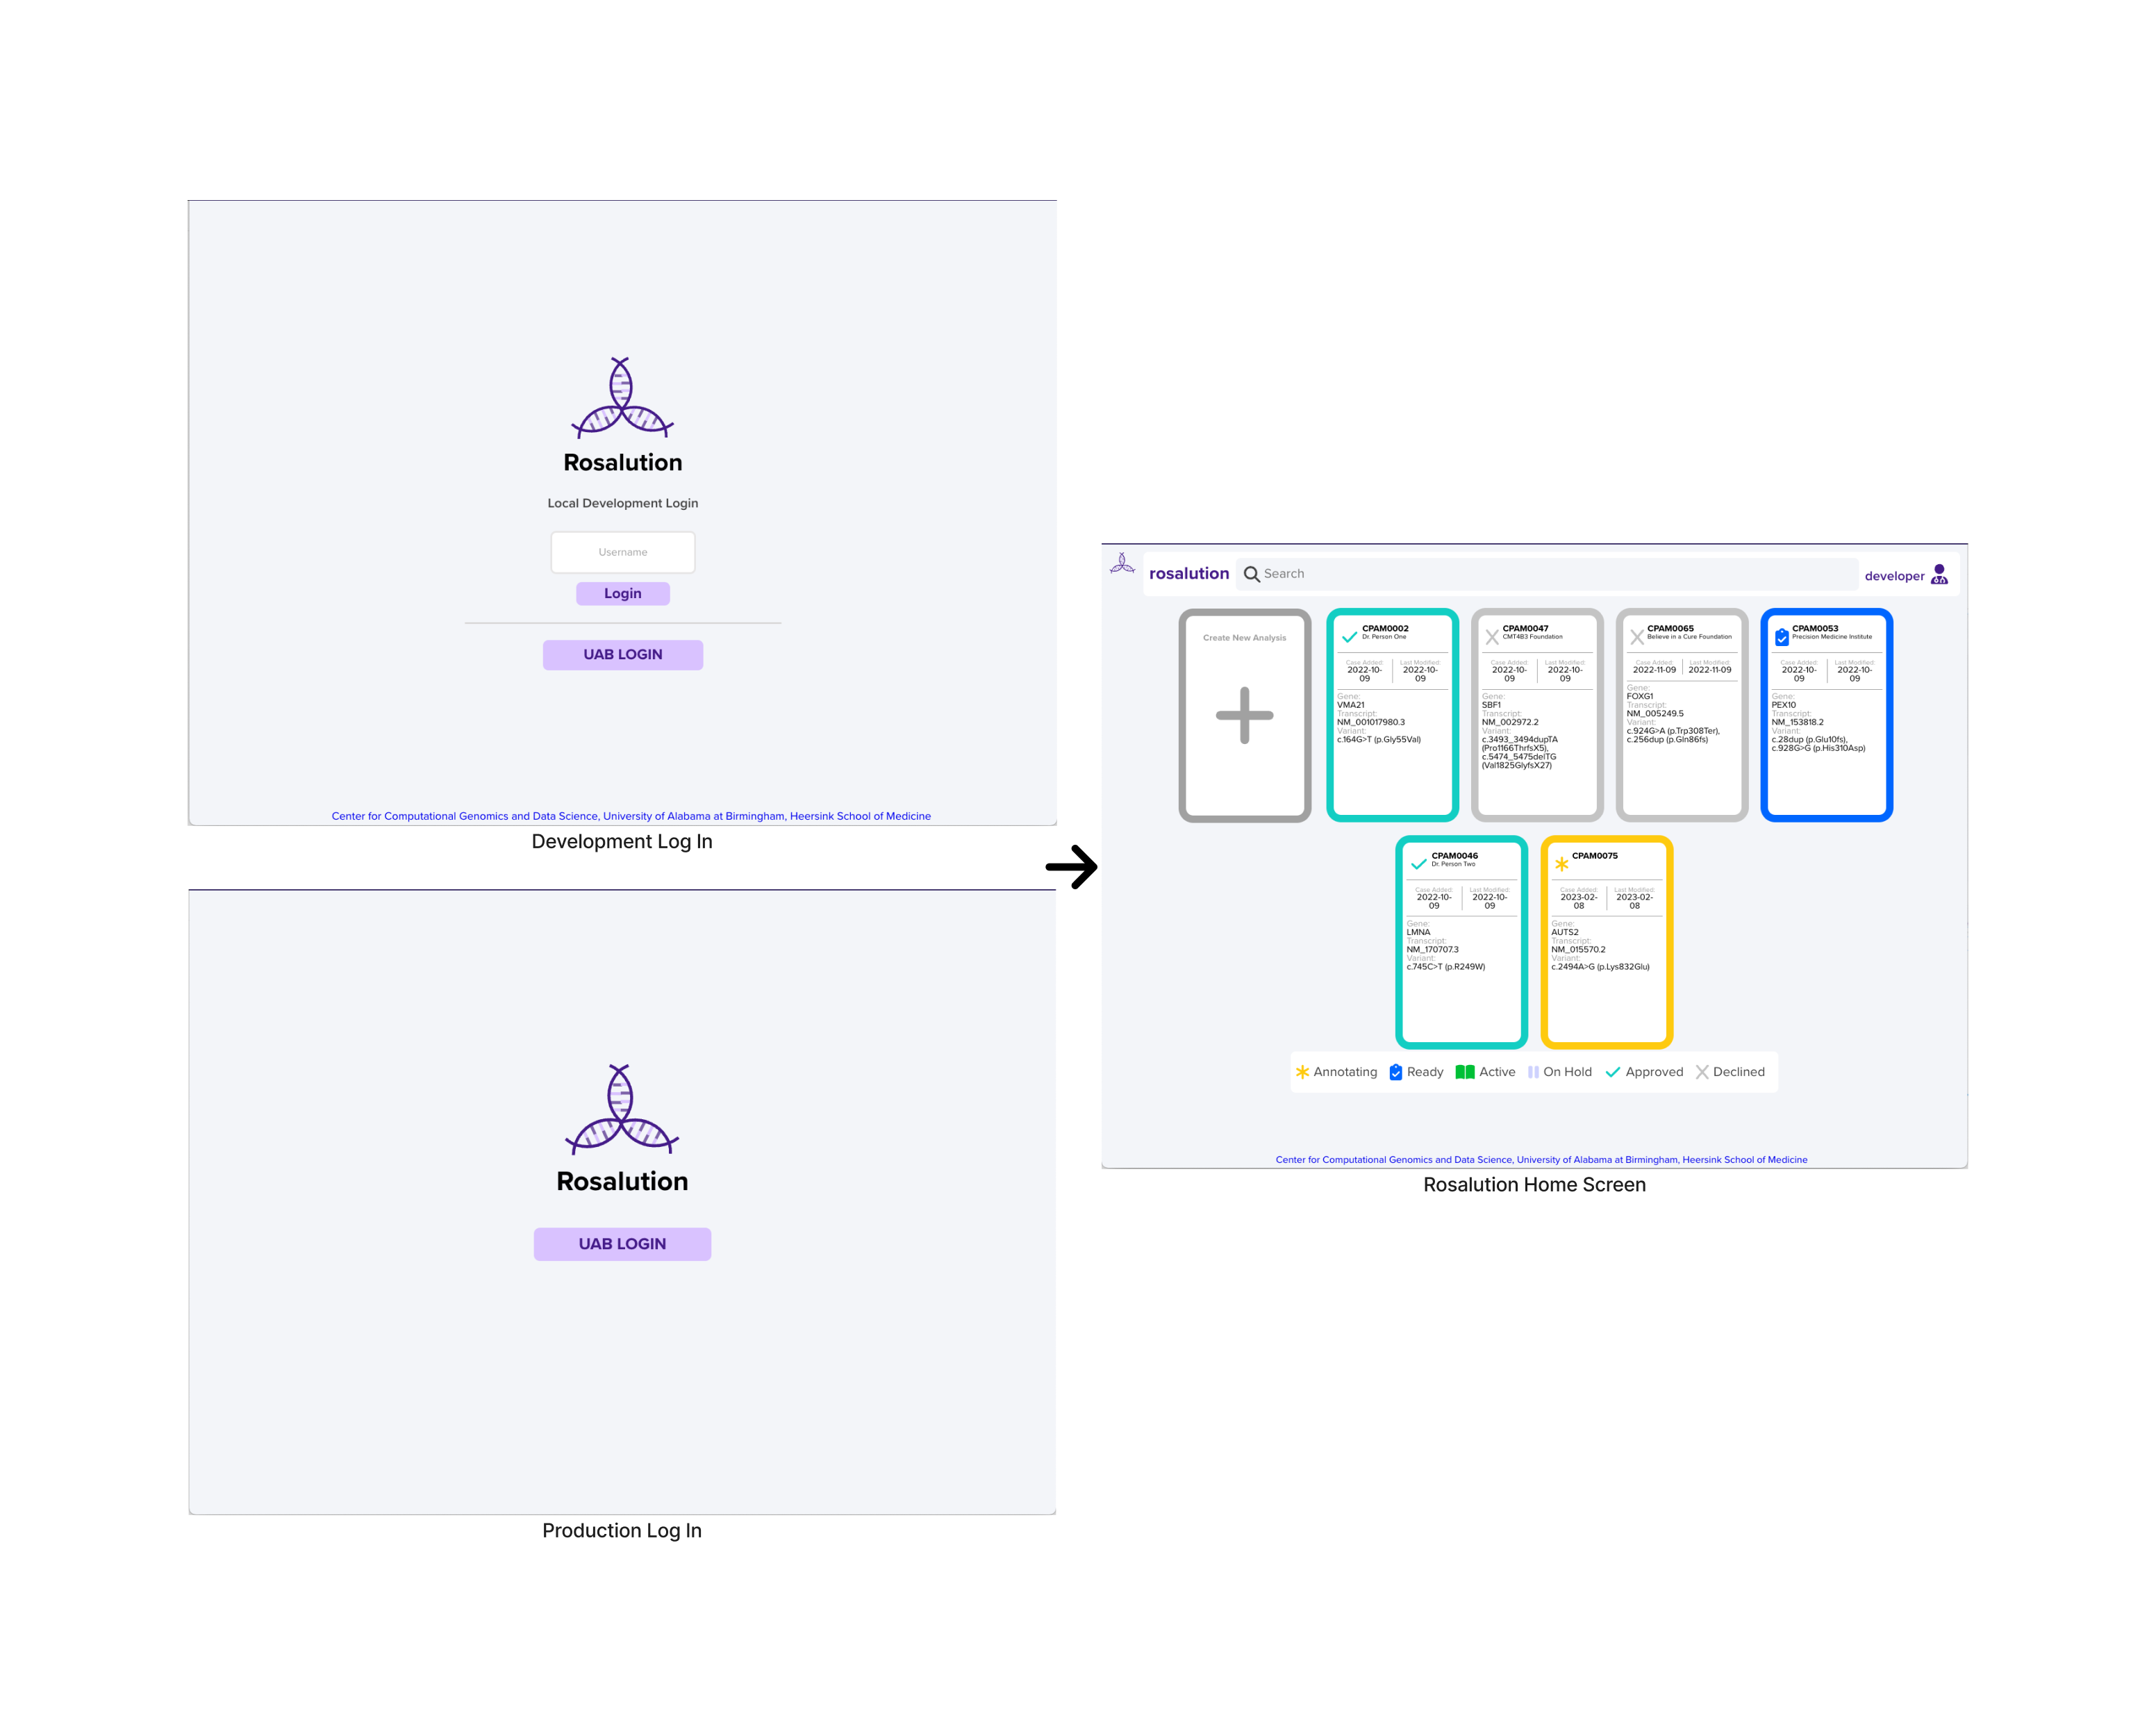 Rosalution
Local Development Login
Username
Login
UAB LOGIN
Center for Computational Genomics and Data Science, University of Alabama at Birmingham, Heersink School of Medicine
Development Log In
Rosalution
UAB LOGIN
Production Log In
rosalution
Search
developer
Create New Analysis
CPAM0002
Dr. Person One
Case Added:
2022-10-
09
Last Modified:
2022-10-
09
Gene:
VMA21
Transcript:
NM_001017980.3
Variant:
c.164G>T (p.Gly55Val)
CPAM0047
CMT4B3 Foundation
Case Added:
2022-10-
09
Last Modified:
2022-10-
09
Gene:
SBF1
Transcript:
NM_002972.2
Variant:
c.3493_3494dupTA
(Pro1166ThrfsX5),
c.5474_5475delTG
(Val1825GlyfsX27)
CPAM0065
Believe in a Cure Foundation
Case Added:
2022-11-09
Last Modified:
2022-11-09
Gene:
FOXG1
Transcript:
NM_005249.5
Variant:
c.924G>A (p.Trp308Ter),
c.256dup (p.Gln86fs)
CPAM0053
Precision Medicine Institute
Case Added:
2022-10-
09
Last Modified:
2022-10-
09
Gene:
PEX10
Transcript:
NM_153818.2
Variant:
c.28dup (p.Glu10fs),
c.928G>G (p.His310Asp)
CPAM0046
Dr. Person Two
Case Added:
2022-10-
09
Last Modified:
2022-10-
09
Gene:
LMNA
Transcript:
NM_170707.3
Variant:
c.745C>T (p.R249W)
CPAM0075
Case Added:
2023-02-
08
Last Modified:
2023-02-
08
Gene:
AUTS2
Transcript:
NM_015570.2
Variant:
c.2494A>G (p.Lys832Glu)
Annotating Ready Active On Hold Approved Declined
Center for Computational Genomics and Data Science, University of Alabama at Birmingham, Heersink School of Medicine
Rosalution Home Screen